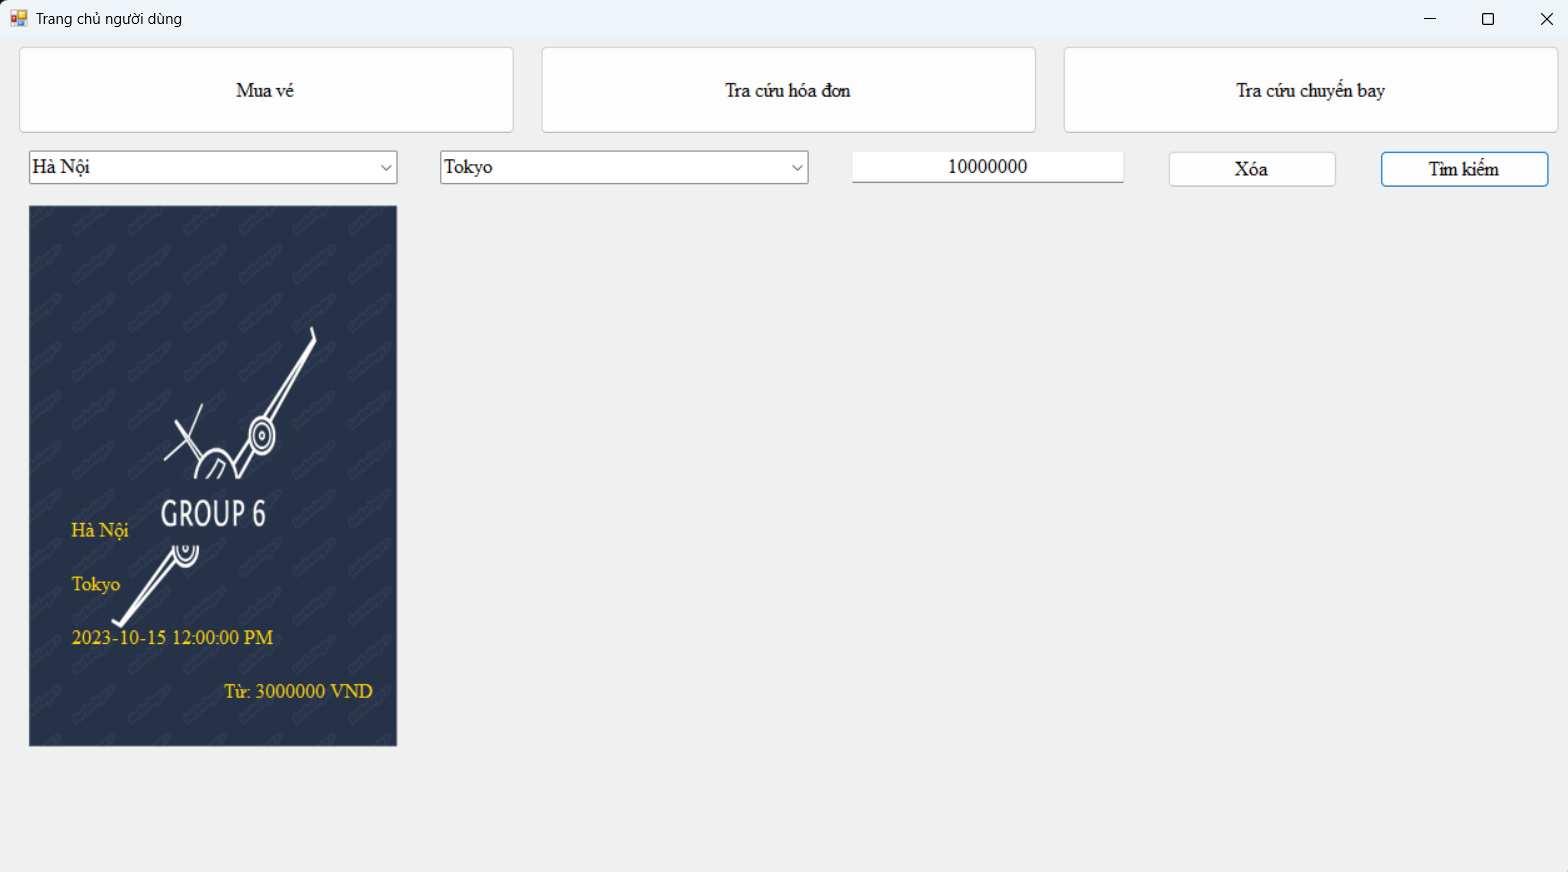 Trang chủ người dùng
Mua vé
Tra cứu hóa đơn
Tra cứu chuyến bay
Hà Nội
Tokyo
10000000
Xóa
Tìm kiếm
GROUP 6
Hà Nội
Tokyo
2023-10-15 12:00:00 PM
Từ: 3000000 VND